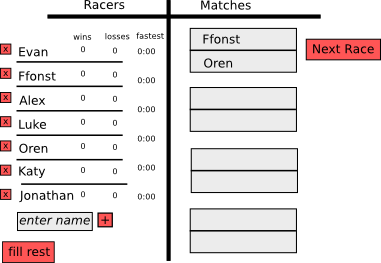 Racers
wins losses fastest
x Evan 0 0 0:00
x Ffonst 0 0 0:00
x Alex 0 0 0:00
x Luke 0 0 0:00
x Oren 0 0 0:00
x Katy 0 0 0:00
x Jonathan 0 0 0:00
enter name +
fill rest
Matches
Ffonst
Oren
Next Race